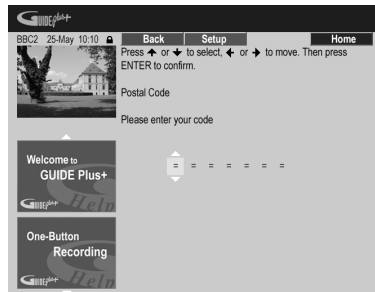 GUIDE Plus+
BBC2 25-May 10:10
Back Setup Home
Press ↑ or ↓ to select, ← or → to move. Then press
ENTER to confirm.
Postal Code
Please enter your code
= = = = = = =
Welcome to
GUIDE Plus+
GUIDE Plus+ Help
One-Button
Recording
GUIDE Plus+ Help